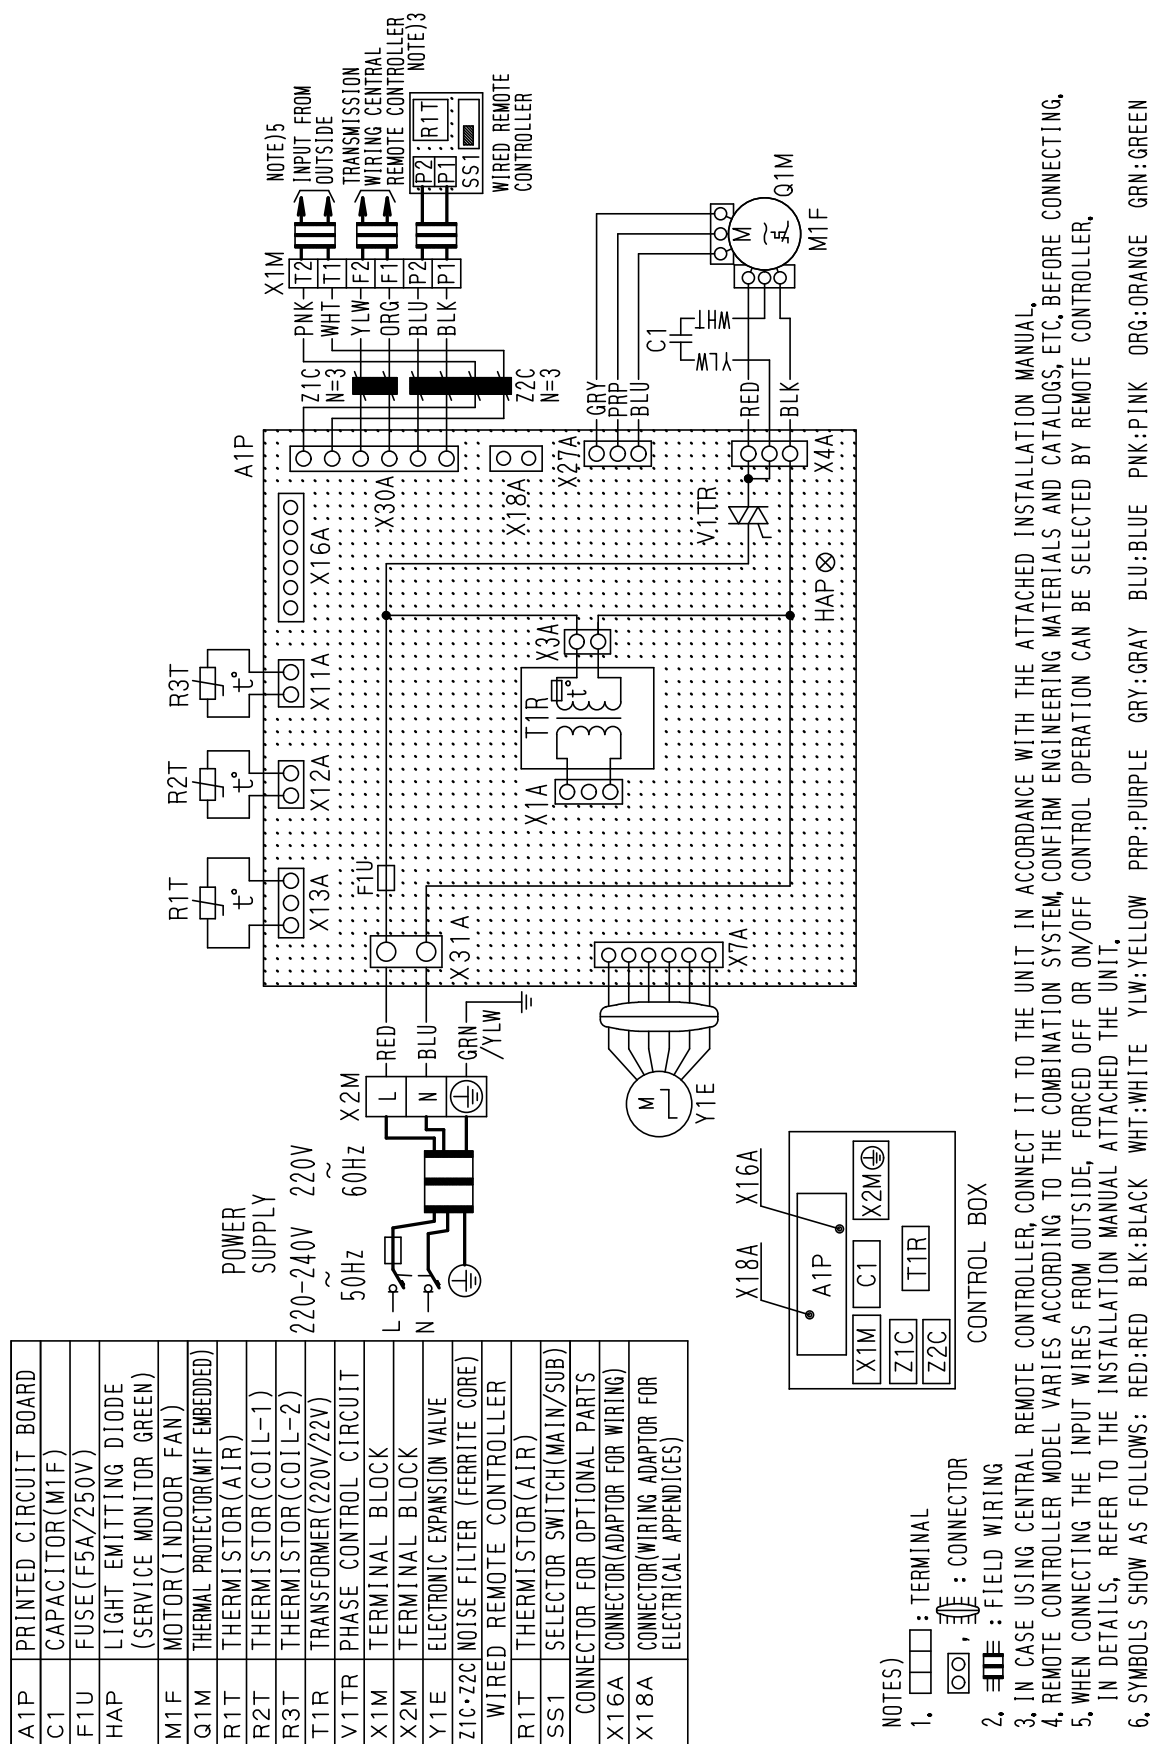 A1P PRINTED CIRCUIT BOARD
C1 CAPACITOR(M1F)
F1U FUSE(F5A/250V)
HAP LIGHT EMITTING DIODE
(SERVICE MONITOR GREEN)
M1F MOTOR(INDOOR FAN)
Q1M THERMAL PROTECTOR(M1F EMBEDDED)
R1T THERMISTOR(AIR)
R2T THERMISTOR(COIL-1)
R3T THERMISTOR(COIL-2)
T1R TRANSFORMER(220V/22V)
V1TR PHASE CONTROL CIRCUIT
X1M TERMINAL BLOCK
X2M TERMINAL BLOCK
Y1E ELECTRONIC EXPANSION VALVE
Z1C·Z2C NOISE FILTER (FERRITE CORE)
WIRED REMOTE CONTROLLER
R1T THERMISTOR(AIR)
SS1 SELECTOR SWITCH(MAIN/SUB)
CONNECTOR FOR OPTIONAL PARTS
X16A CONNECTOR(ADAPTOR FOR WIRING)
X18A CONNECTOR(WIRING ADAPTOR FOR
ELECTRICAL APPENDICES)
POWER
SUPPLY
220-240V 220V
~ ~
50Hz 60Hz
L
N
X2M
L
N
RED
BLU
GRN
/YLW
R1T
t°
R2T
t°
R3T
t°
X13A
X12A
X11A
X16A
A1P
F1U
X31A
X30A
X18A
X27A
X4A
V1TR
HAP
X3A
T1R
t°
X1A
X7A
M
Y1E
Z1C
N=3
Z2C
N=3
PNK
WHT
YLW
ORG
BLU
BLK
X1M
T2
T1
F2
F1
P2
P1
NOTE)5
INPUT FROM
OUTSIDE
TRANSMISSION
WIRING CENTRAL
REMOTE CONTROLLER
NOTE)3
P2
P1
R1T
SS1
WIRED REMOTE
CONTROLLER
GRY
PRP
BLU
RED
BLK
C1
YLW
WHT
M
~
Q1M
M1F
X18A
X16A
A1P
X1M
C1
X2M
Z1C
T1R
Z2C
CONTROL BOX
NOTES)
1. : TERMINAL
, : CONNECTOR
2. : FIELD WIRING
3. IN CASE USING CENTRAL REMOTE CONTROLLER, CONNECT IT TO THE UNIT IN ACCORDANCE WITH THE ATTACHED INSTALLATION MANUAL.
4. REMOTE CONTROLLER MODEL VARIES ACCORDING TO THE COMBINATION SYSTEM, CONFIRM ENGINEERING MATERIALS AND CATALOGS, ETC. BEFORE CONNECTING.
5. WHEN CONNECTING THE INPUT WIRES FROM OUTSIDE, FORCED OFF OR ON/OFF CONTROL OPERATION CAN BE SELECTED BY REMOTE CONTROLLER.
IN DETAILS, REFER TO THE INSTALLATION MANUAL ATTACHED THE UNIT.
6. SYMBOLS SHOW AS FOLLOWS: RED:RED BLK:BLACK WHT:WHITE YLW:YELLOW PRP:PURPLE GRY:GRAY BLU:BLUE PNK:PINK ORG:ORANGE GRN:GREEN